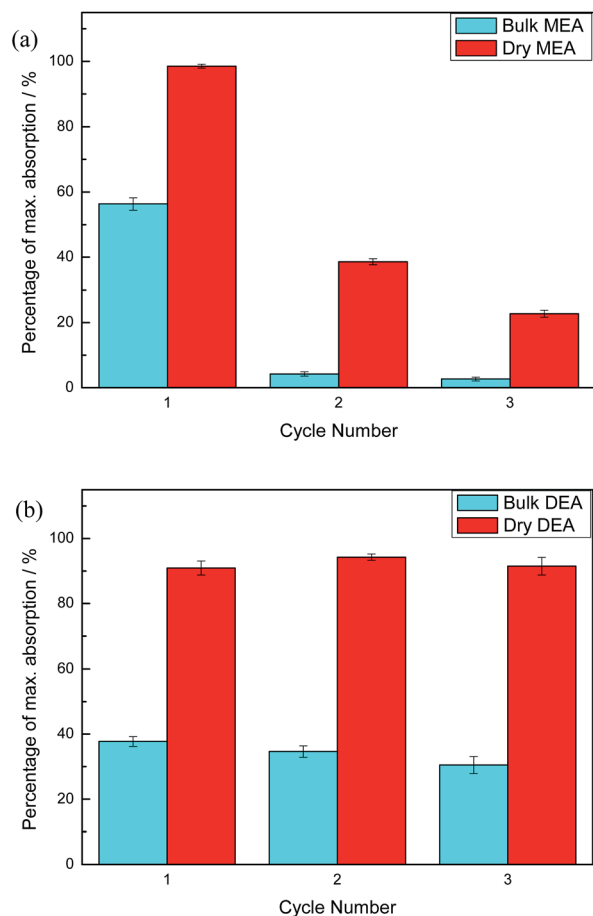 (a)
Bulk MEA
Dry MEA
Percentage of max. absorption / %
100
80
60
40
20
0
1 2 3
Cycle Number
(b)
Bulk DEA
Dry DEA
Percentage of max. absorption / %
100
80
60
40
20
0
1 2 3
Cycle Number